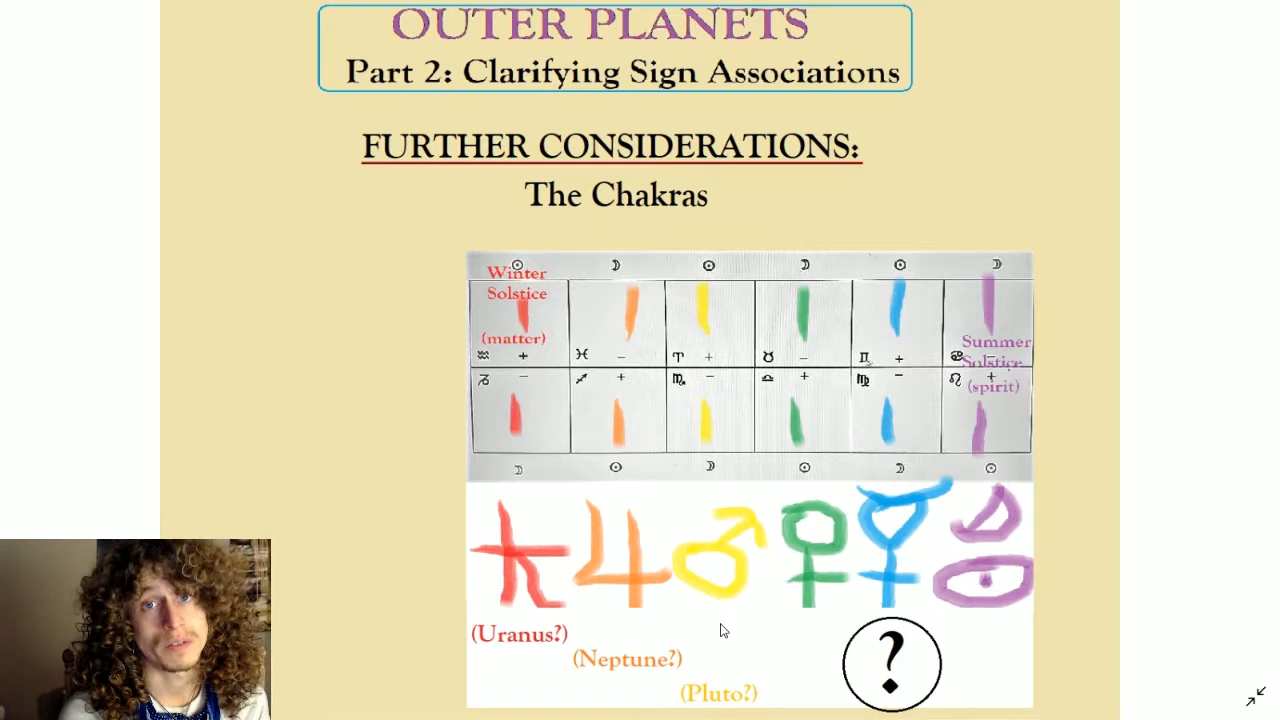 OUTER PLANETS
Part 2: Clarifying Sign Associations
FURTHER CONSIDERATIONS:
The Chakras
☉ ☽ ☉ ☽ ☉ ☽
Winter
Solstice
(matter)
Summer
Solstice
(spirit)
♒ + ♓ − ♈ + ♉ − ♊ + ♋ −
♑ − ♐ + ♏ − ♎ + ♍ − ♌ +
☽ ☉ ☽ ☉ ☽ ☉
♄ ♃ ♂ ♀ ☿ ☽
☉
(Uranus?)
(Neptune?)
(Pluto?)
?